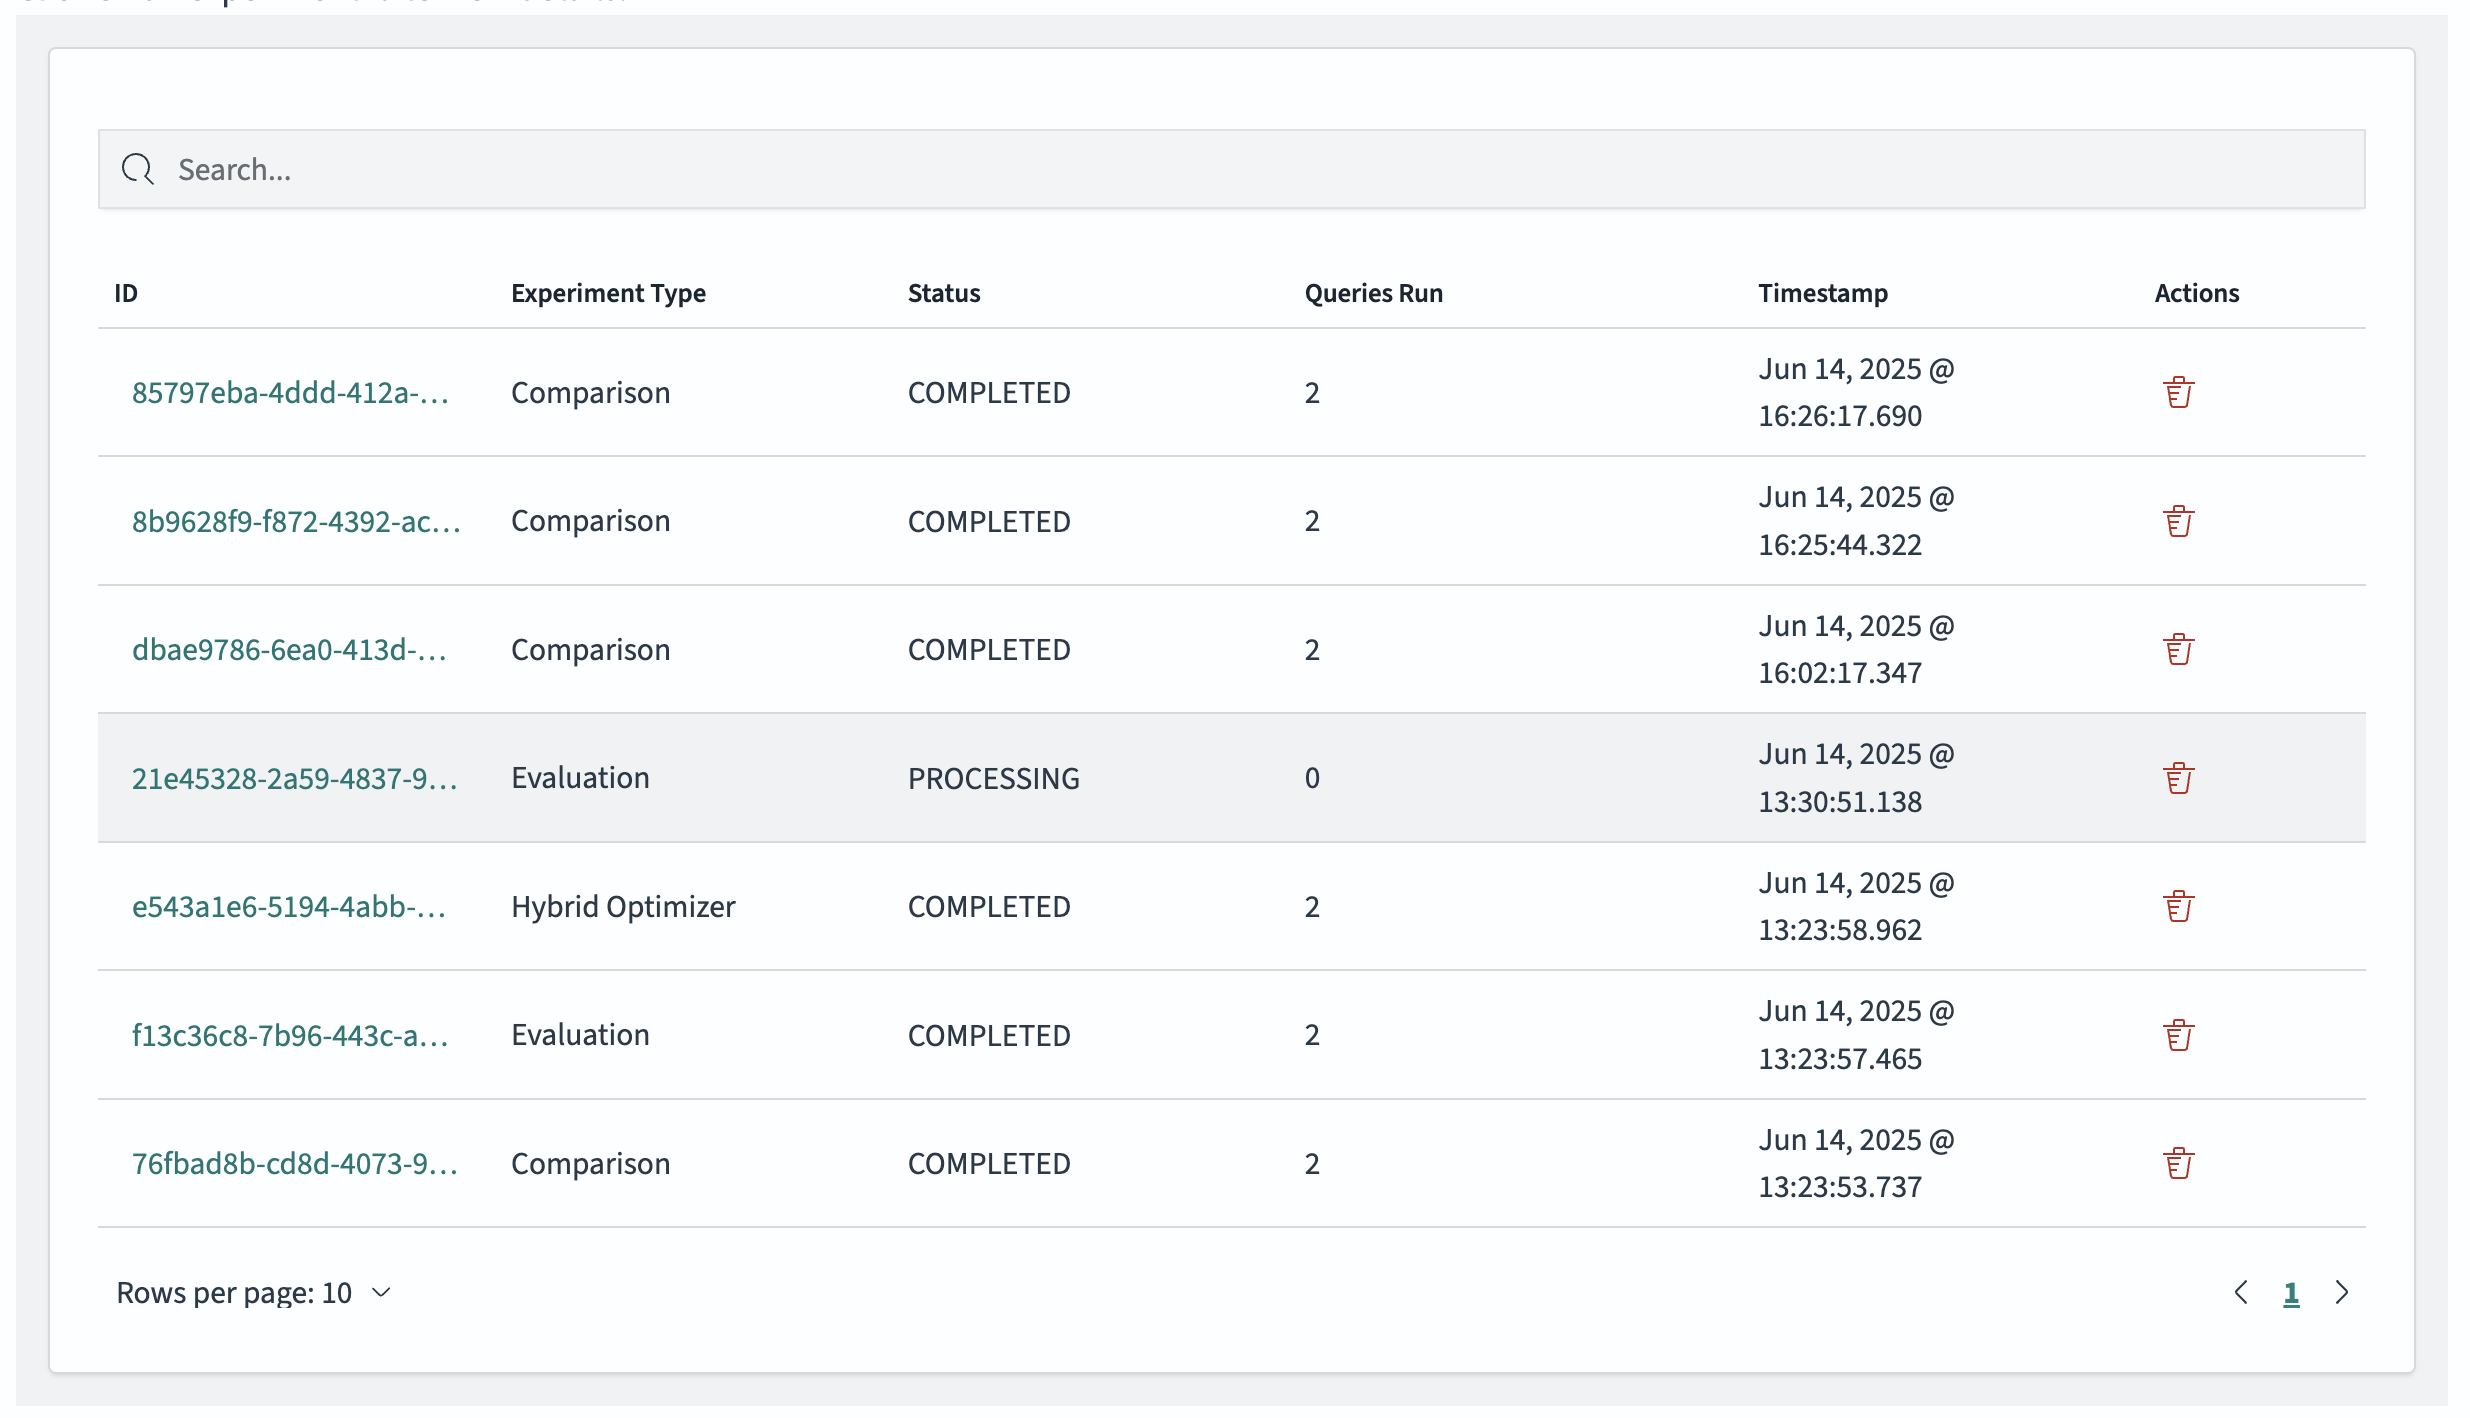 Search...
ID Experiment Type Status Queries Run Timestamp Actions
85797eba-4ddd-412a-… Comparison COMPLETED 2 Jun 14, 2025 @
16:26:17.690
8b9628f9-f872-4392-ac… Comparison COMPLETED 2 Jun 14, 2025 @
16:25:44.322
dbae9786-6ea0-413d-… Comparison COMPLETED 2 Jun 14, 2025 @
16:02:17.347
21e45328-2a59-4837-9… Evaluation PROCESSING 0 Jun 14, 2025 @
13:30:51.138
e543a1e6-5194-4abb-… Hybrid Optimizer COMPLETED 2 Jun 14, 2025 @
13:23:58.962
f13c36c8-7b96-443c-a… Evaluation COMPLETED 2 Jun 14, 2025 @
13:23:57.465
76fbad8b-cd8d-4073-9… Comparison COMPLETED 2 Jun 14, 2025 @
13:23:53.737
Rows per page: 10 1